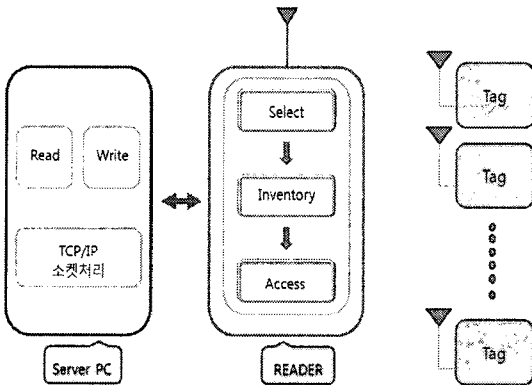 Read
Write
TCP/IP
소켓처리
Server PC
Select
Inventory
Access
READER
Tag
Tag
Tag